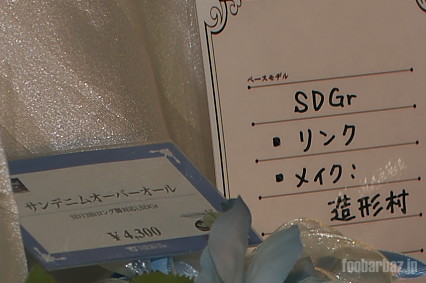 ベースモデル
SDGr
・リンク
・メイク:
造形村
サンデニムオーバーオール
¥4,300
foobarbaz.jp